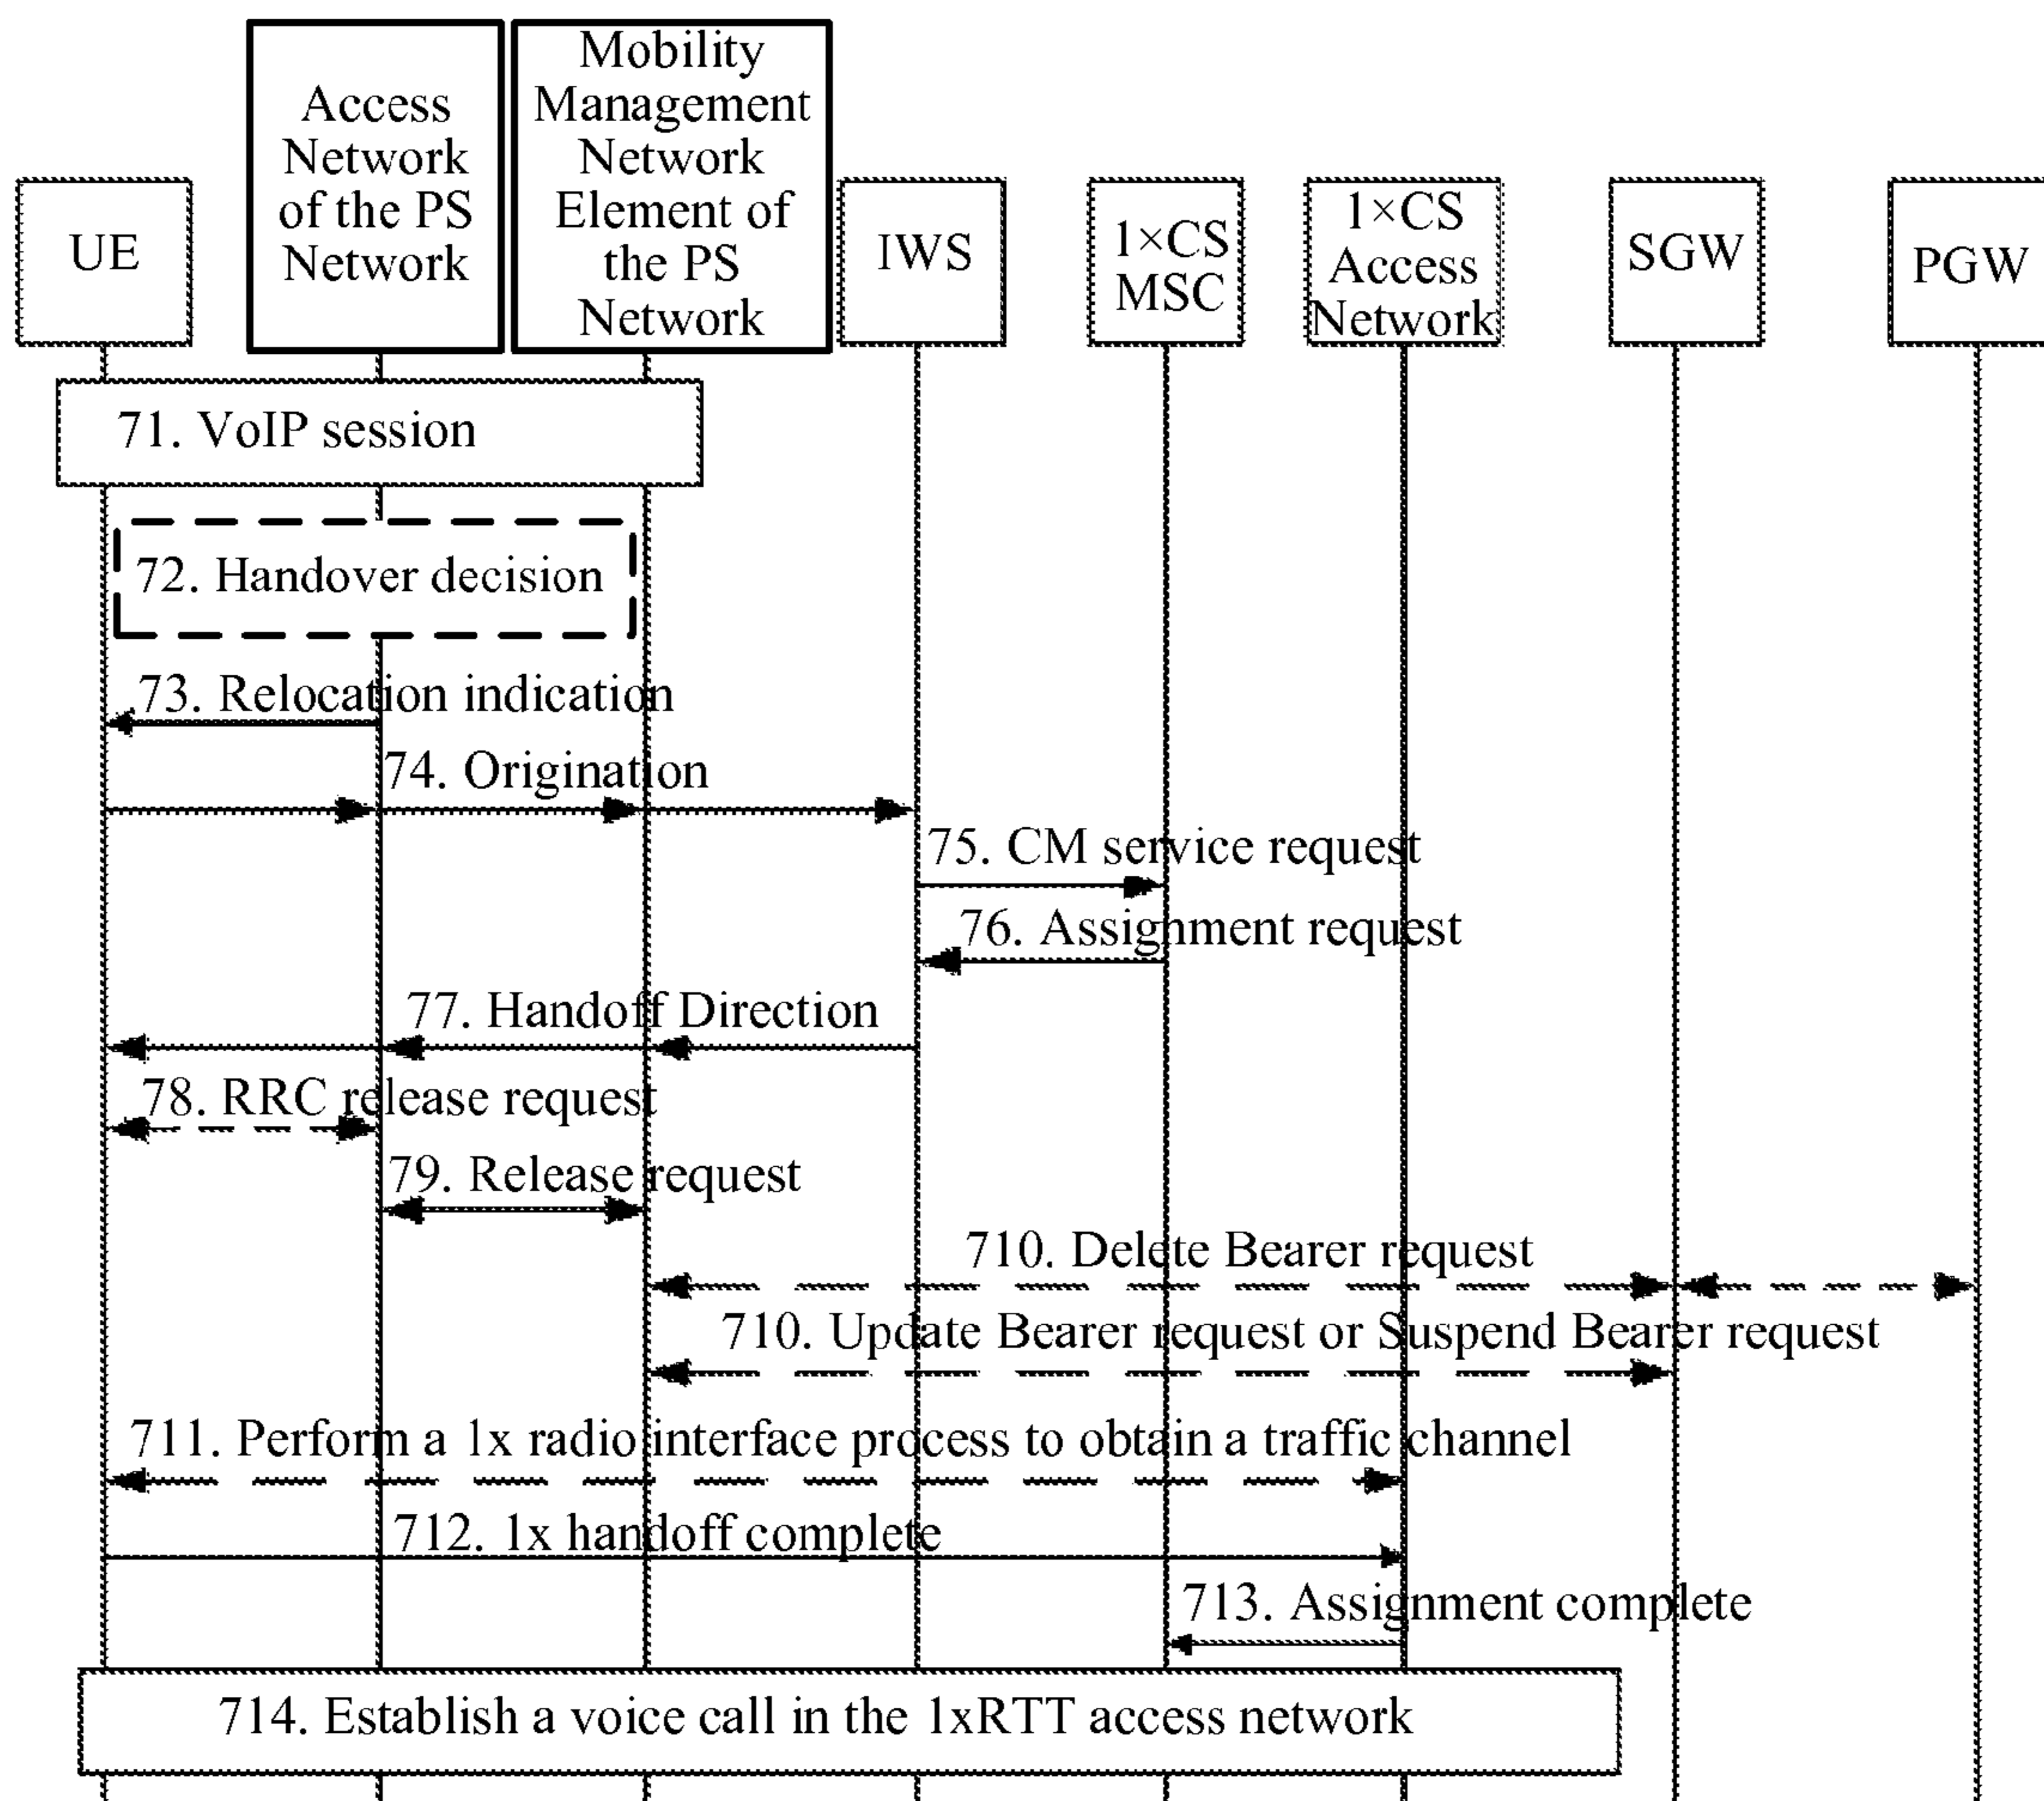 UE
Access
Network
of the PS
Network
Mobility
Management
Network
Element of
the PS
Network
IWS
1×CS
MSC
1×CS
Access
Network
SGW
PGW
71. VoIP session
72. Handover decision
73. Relocation indication
74. Origination
75. CM service request
76. Assignment request
77. Handoff Direction
78. RRC release request
79. Release request
710. Delete Bearer request
710. Update Bearer request or Suspend Bearer request
711. Perform a 1x radio interface process to obtain a traffic channel
712. 1x handoff complete
713. Assignment complete
714. Establish a voice call in the 1xRTT access network